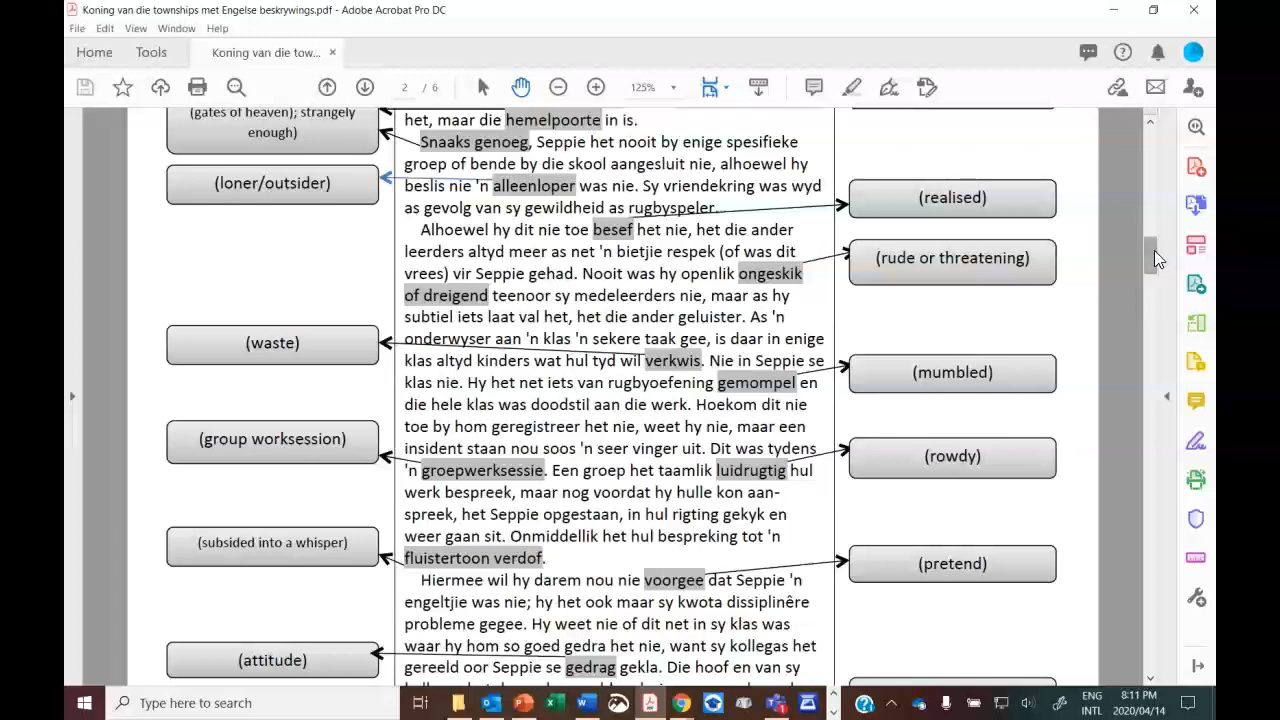 Koning van die townships met Engelse beskrywings.pdf - Adobe Acrobat Pro DC
File Edit View Window Help
Home Tools Koning van die tow... ×
2 / 6 125%
(gates of heaven); strangely
enough)
(loner/outsider)
(waste)
(group worksession)
(subsided into a whisper)
(attitude)
het, maar die hemelpoorte in is.
Snaaks genoeg, Seppie het nooit by enige spesifieke
groep of bende by die skool aangesluit nie, alhoewel hy
beslis nie 'n alleenloper was nie. Sy vriendekring was wyd
as gevolg van sy gewildheid as rugbyspeler.
Alhoewel hy dit nie toe besef het nie, het die ander
leerders altyd meer as net 'n bietjie respek (of was dit
vrees) vir Seppie gehad. Nooit was hy openlik ongeskik
of dreigend teenoor sy medeleerders nie, maar as hy
subtiel iets laat val het, het die ander geluister. As 'n
onderwyser aan 'n klas 'n sekere taak gee, is daar in enige
klas altyd kinders wat hul tyd wil verkwis. Nie in Seppie se
klas nie. Hy het net iets van rugbyoefening gemompel en
die hele klas was doodstil aan die werk. Hoekom dit nie
toe by hom geregistreer het nie, weet hy nie, maar een
insident staan nou soos 'n seer vinger uit. Dit was tydens
'n groepwerksessie. Een groep het taamlik luidrugtig hul
werk bespreek, maar nog voordat hy hulle kon aan-
spreek, het Seppie opgestaan, in hul rigting gekyk en
weer gaan sit. Onmiddellik het hul bespreking tot 'n
fluistertoon verdof.
Hiermee wil hy darem nou nie voorgee dat Seppie 'n
engeltjie was nie; hy het ook maar sy kwota dissiplinêre
probleme gegee. Hy weet nie of dit net in sy klas was
waar hy hom so goed gedra het nie, want sy kollegas het
gereeld oor Seppie se gedrag gekla. Die hoof en van sy
(realised)
(rude or threatening)
(mumbled)
(rowdy)
(pretend)
Type here to search
ENG
INTL
8:11 PM
2020/04/14